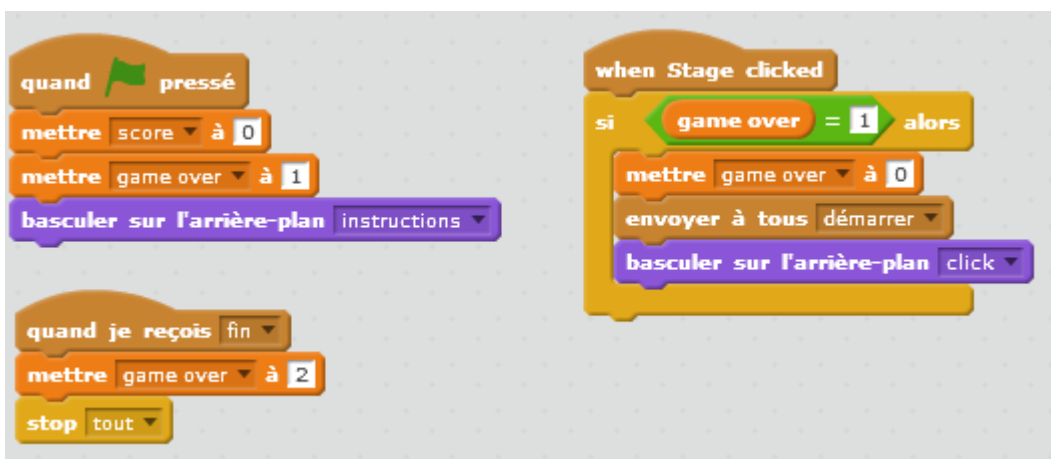 quand pressé
mettre score à 0
mettre game over à 1
basculer sur l'arrière-plan instructions
quand je reçois fin
mettre game over à 2
stop tout
when Stage clicked
si game over = 1 alors
mettre game over à 0
envoyer à tous démarrer
basculer sur l'arrière-plan click